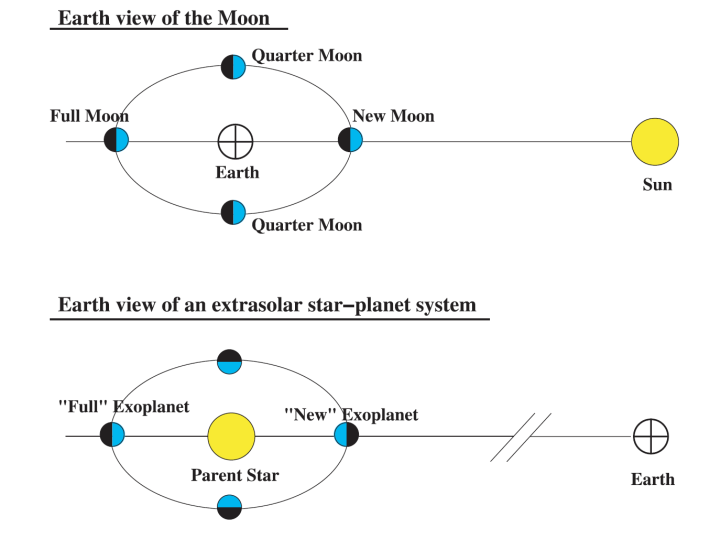 Earth view of the Moon
Quarter Moon
Full Moon
New Moon
Earth
Sun
Quarter Moon
Earth view of an extrasolar star−planet system
"Full" Exoplanet
"New" Exoplanet
Parent Star
Earth